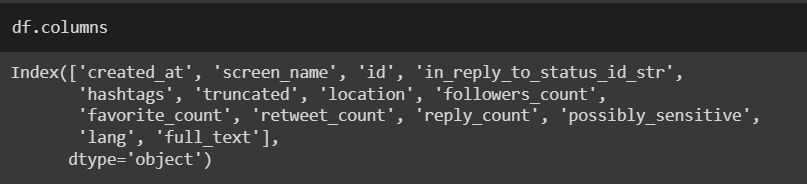 df.columns
Index(['created_at', 'screen_name', 'id', 'in_reply_to_status_id_str',
'hashtags', 'truncated', 'location', 'followers_count',
'favorite_count', 'retweet_count', 'reply_count', 'possibly_sensitive',
'lang', 'full_text'],
dtype='object')